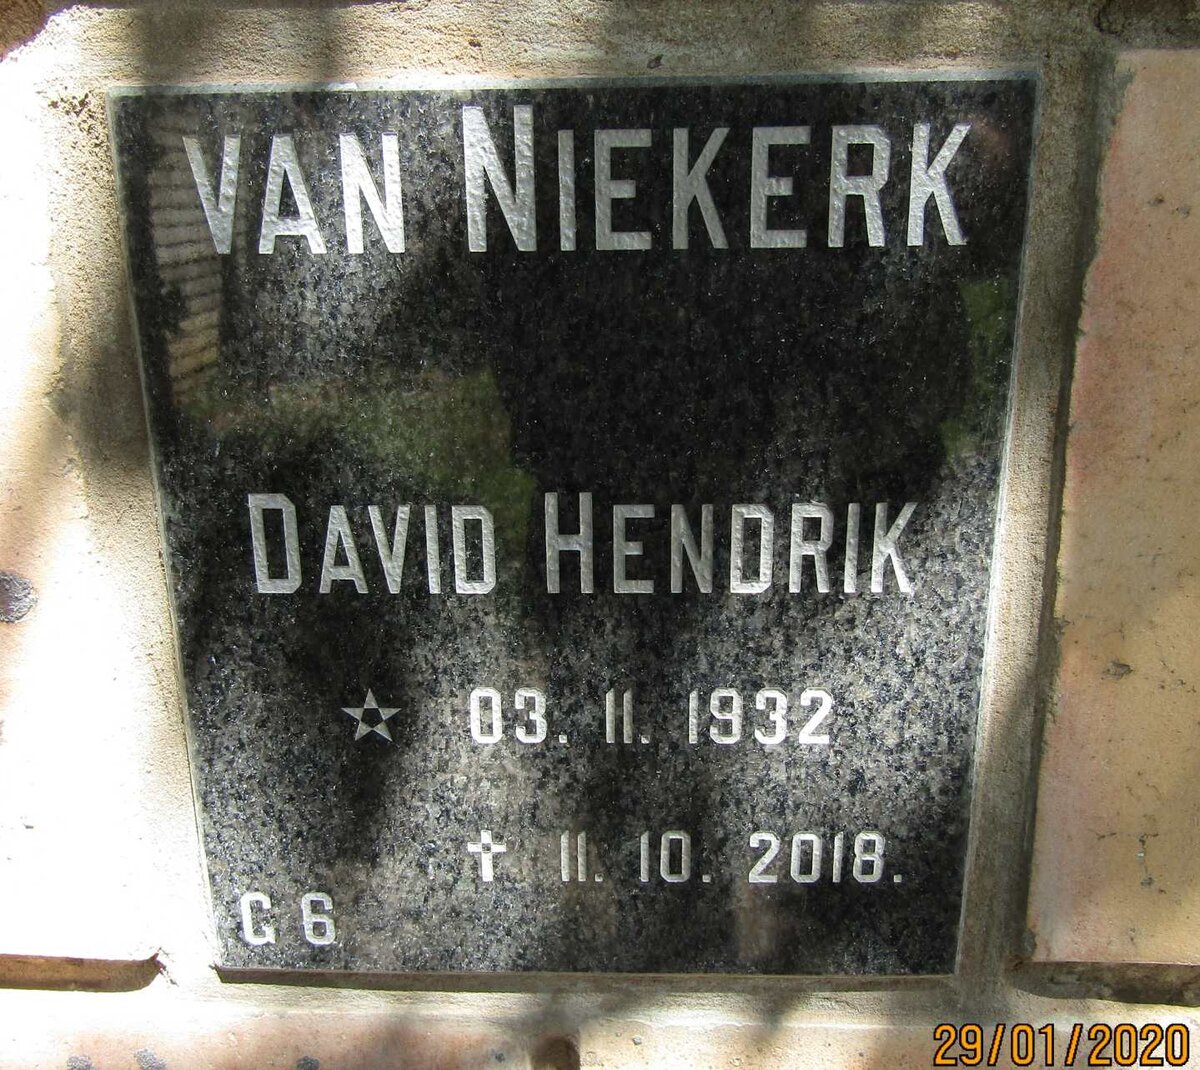 VAN NIEKERK
DAVID HENDRIK
☆ 03. 11. 1932
✝ 11. 10. 2018.
G 6
29/01/2020